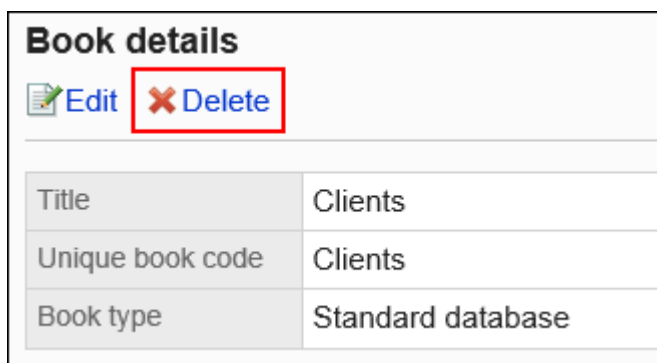 Book details
Edit Delete
Title Clients
Unique book code Clients
Book type Standard database